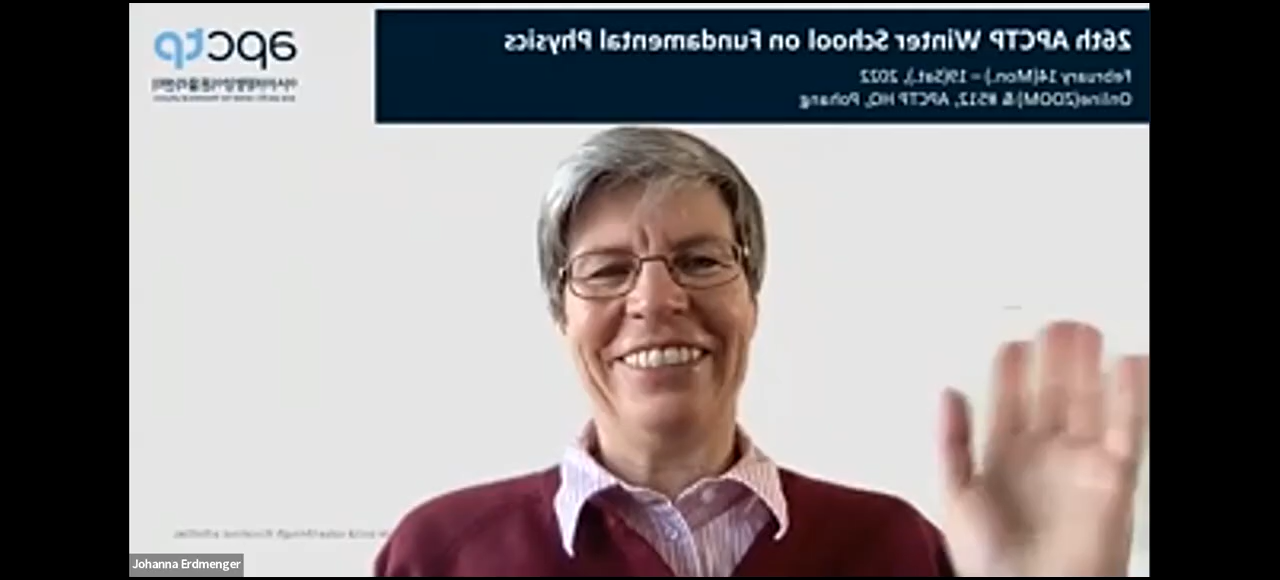 apctp
26th APCTP Winter School on Fundamental Physics
February 14(Mon.) – 19(Sat.), 2022
Online(ZOOM) & #512, APCTP HQ, Pohang
Johanna Erdmenger